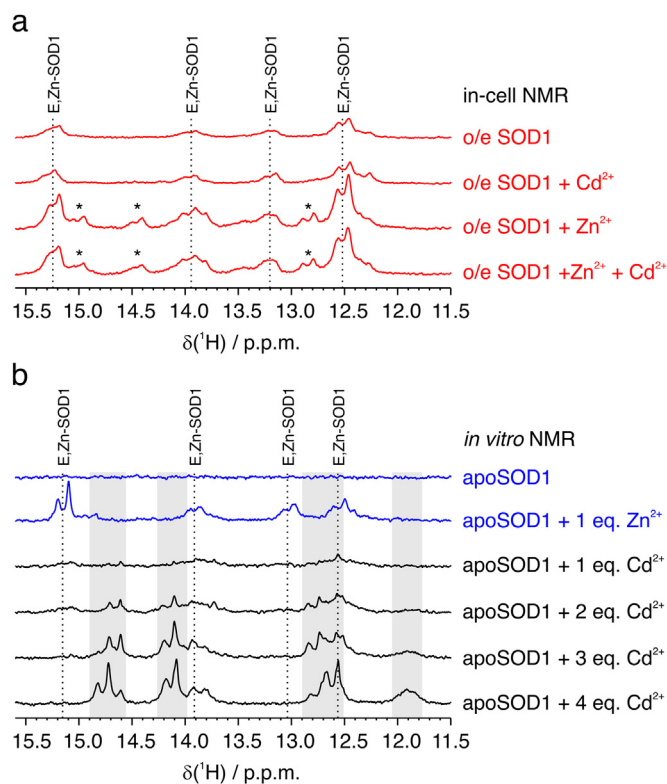 a
E,Zn-SOD1 E,Zn-SOD1 E,Zn-SOD1 E,Zn-SOD1
in-cell NMR
o/e SOD1
o/e SOD1 + Cd²⁺
* * *
o/e SOD1 + Zn²⁺
* * *
o/e SOD1 +Zn²⁺ + Cd²⁺
15.5 15.0 14.5 14.0 13.5 13.0 12.5 12.0 11.5
δ(¹H) / p.p.m.
b
E,Zn-SOD1 E,Zn-SOD1 E,Zn-SOD1 E,Zn-SOD1
in vitro NMR
apoSOD1
apoSOD1 + 1 eq. Zn²⁺
apoSOD1 + 1 eq. Cd²⁺
apoSOD1 + 2 eq. Cd²⁺
apoSOD1 + 3 eq. Cd²⁺
apoSOD1 + 4 eq. Cd²⁺
15.5 15.0 14.5 14.0 13.5 13.0 12.5 12.0 11.5
δ(¹H) / p.p.m.